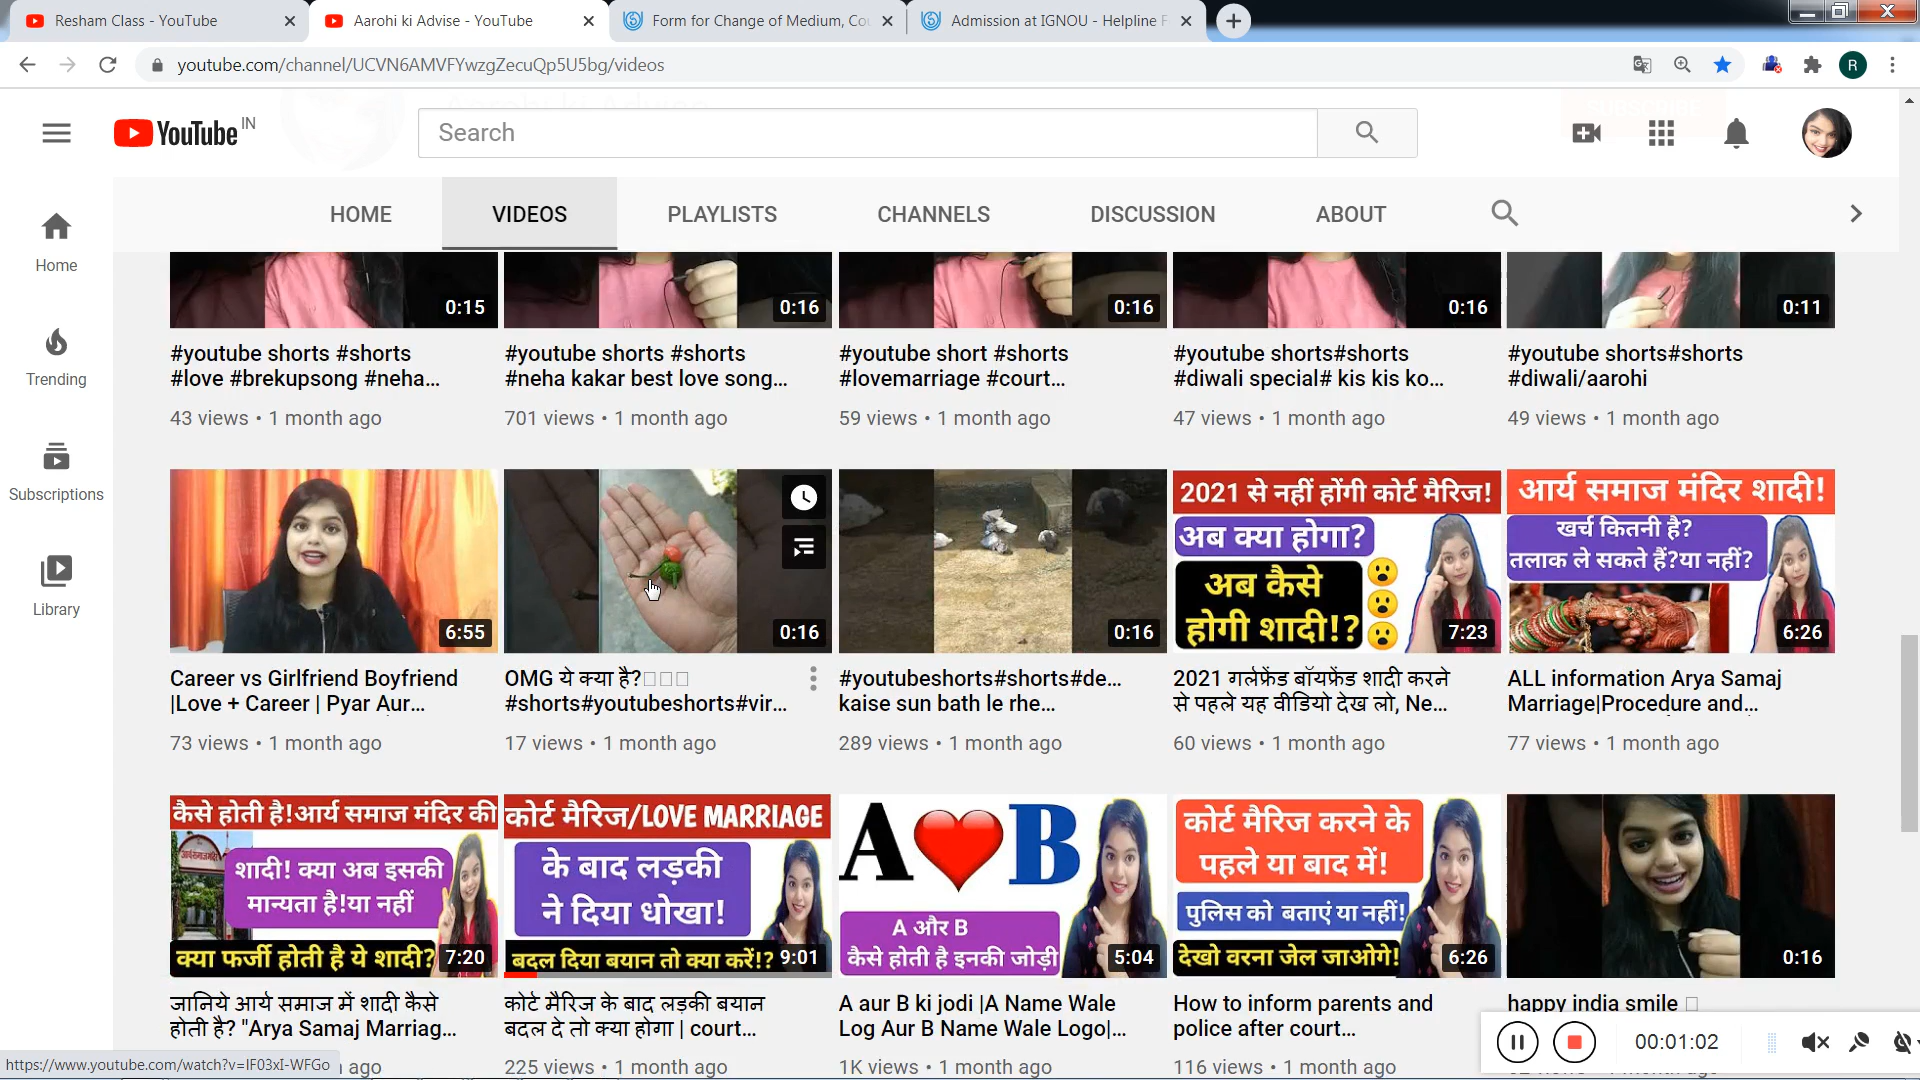 Resham Class - YouTube
Aarohi ki Advise - YouTube
Form for Change of Medium, Cou
Admission at IGNOU - Helpline F
youtube.com/channel/UCVN6AMVFYwzgZecuQp5U5bg/videos
R
YouTube IN
Search
HOME
VIDEOS
PLAYLISTS
CHANNELS
DISCUSSION
ABOUT
Home
Trending
Subscriptions
Library
0:15
0:16
0:16
0:16
0:11
#youtube shorts #shorts
#love #brekupsong #neha...
43 views • 1 month ago
#youtube shorts #shorts
#neha kakar best love song...
701 views • 1 month ago
#youtube short #shorts
#lovemarriage #court...
59 views • 1 month ago
#youtube shorts#shorts
#diwali special# kis kis ko...
47 views • 1 month ago
#youtube shorts#shorts
#diwali/aarohi
49 views • 1 month ago
6:55
Career vs Girlfriend Boyfriend
|Love + Career | Pyar Aur...
73 views • 1 month ago
0:16
OMG ये क्या है?
#shorts#youtubeshorts#vir...
17 views • 1 month ago
0:16
#youtubeshorts#shorts#de...
kaise sun bath le rhe...
289 views • 1 month ago
2021 से नहीं होंगी कोर्ट मैरिज!
अब क्या होगा?
अब कैसे
होगी शादी!?
7:23
2021 गर्लफ्रेंड बॉयफ्रेंड शादी करने
से पहले यह वीडियो देख लो, Ne...
60 views • 1 month ago
आर्य समाज मंदिर शादी!
खर्च कितनी है?
तलाक ले सकते हैं?या नहीं?
6:26
ALL information Arya Samaj
Marriage|Procedure and...
77 views • 1 month ago
कैसे होती है!आर्य समाज मंदिर की
शादी! क्या अब इसकी
मान्यता है!या नहीं
क्या फर्जी होती है ये शादी?
7:20
जानिये आर्य समाज में शादी कैसे
होती है? "Arya Samaj Marriag...
ago
कोर्ट मैरिज/LOVE MARRIAGE
के बाद लड़की
ने दिया धोखा!
बदल दिया बयान तो क्या करें!?
9:01
कोर्ट मैरिज के बाद लड़की बयान
बदल दे तो क्या होगा | court...
225 views • 1 month ago
A B
A और B
कैसे होती है इनकी जोड़ी
5:04
A aur B ki jodi |A Name Wale
Log Aur B Name Wale Logo|...
1K views • 1 month ago
कोर्ट मैरिज करने के
पहले या बाद में!
पुलिस को बताएं या नहीं!
देखो वरना जेल जाओगे!
6:26
How to inform parents and
police after court...
116 views • 1 month ago
0:16
happy india smile
00:01:02
https://www.youtube.com/watch?v=IF03xI-WFGo